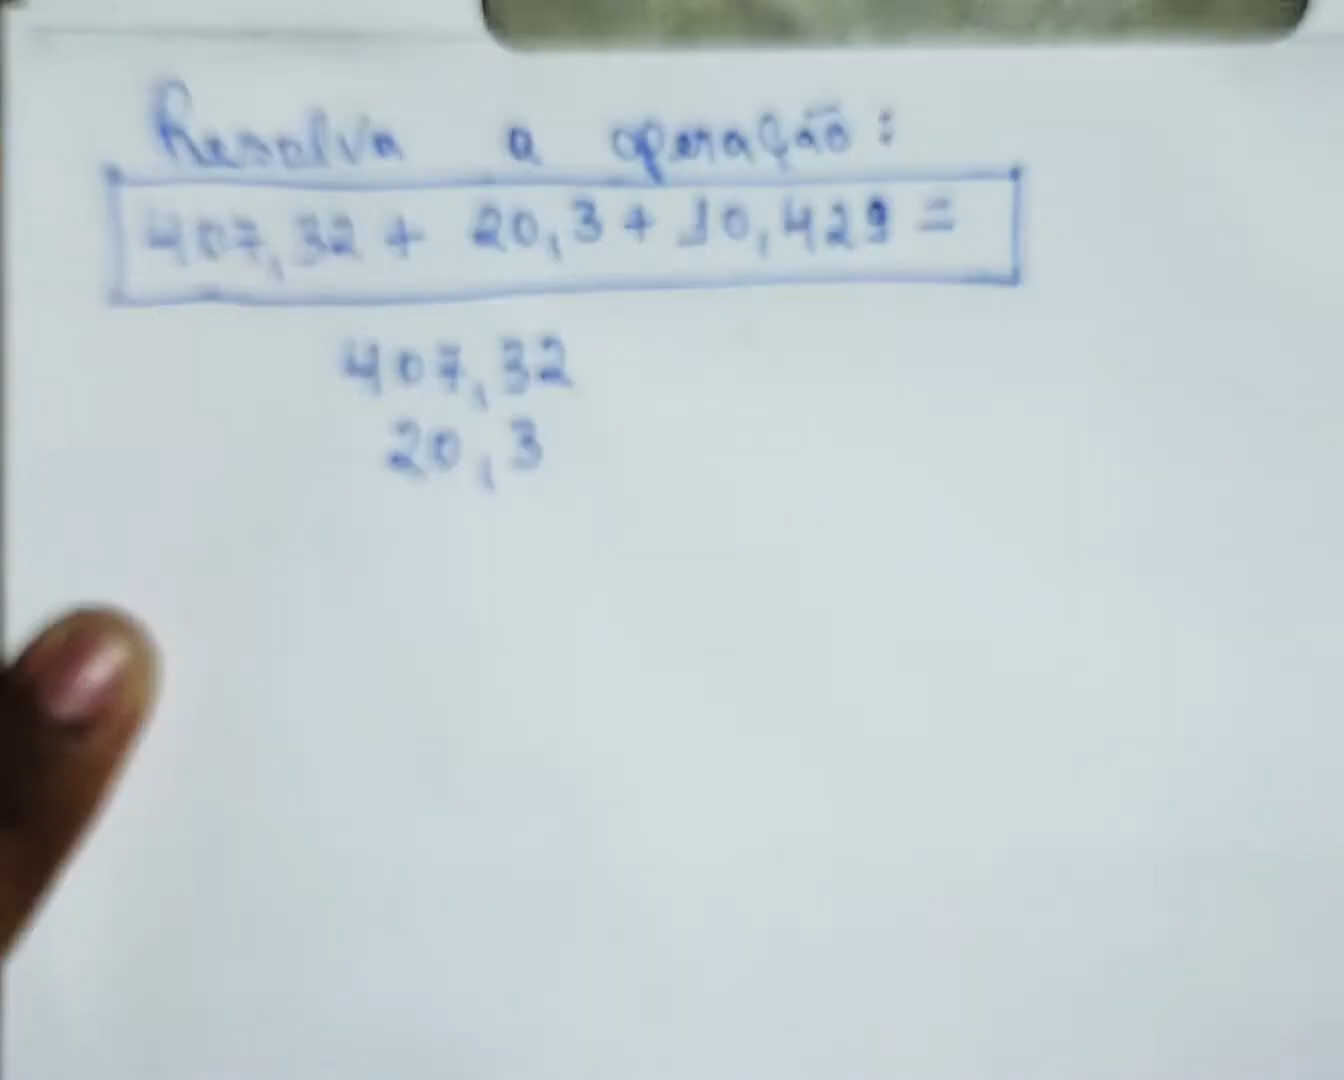 Resolva a operação:
407,32 + 20,3 + 10,429 =
407,32
20,3